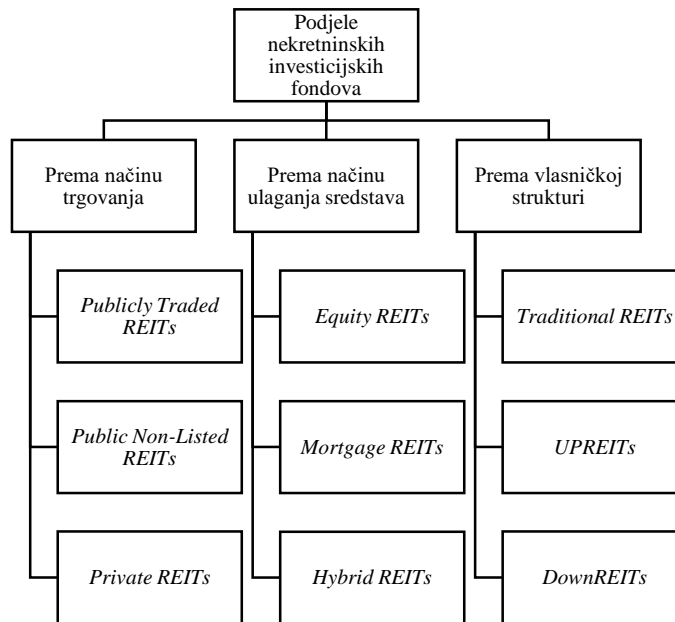 Podjele
nekretninskih
investicijskih
fondova
Prema načinu
trgovanja
Prema načinu
ulaganja sredstava
Prema vlasničkoj
strukturi
Publicly Traded
REITs
Equity REITs
Traditional REITs
Public Non-Listed
REITs
Mortgage REITs
UPREITs
Private REITs
Hybrid REITs
DownREITs